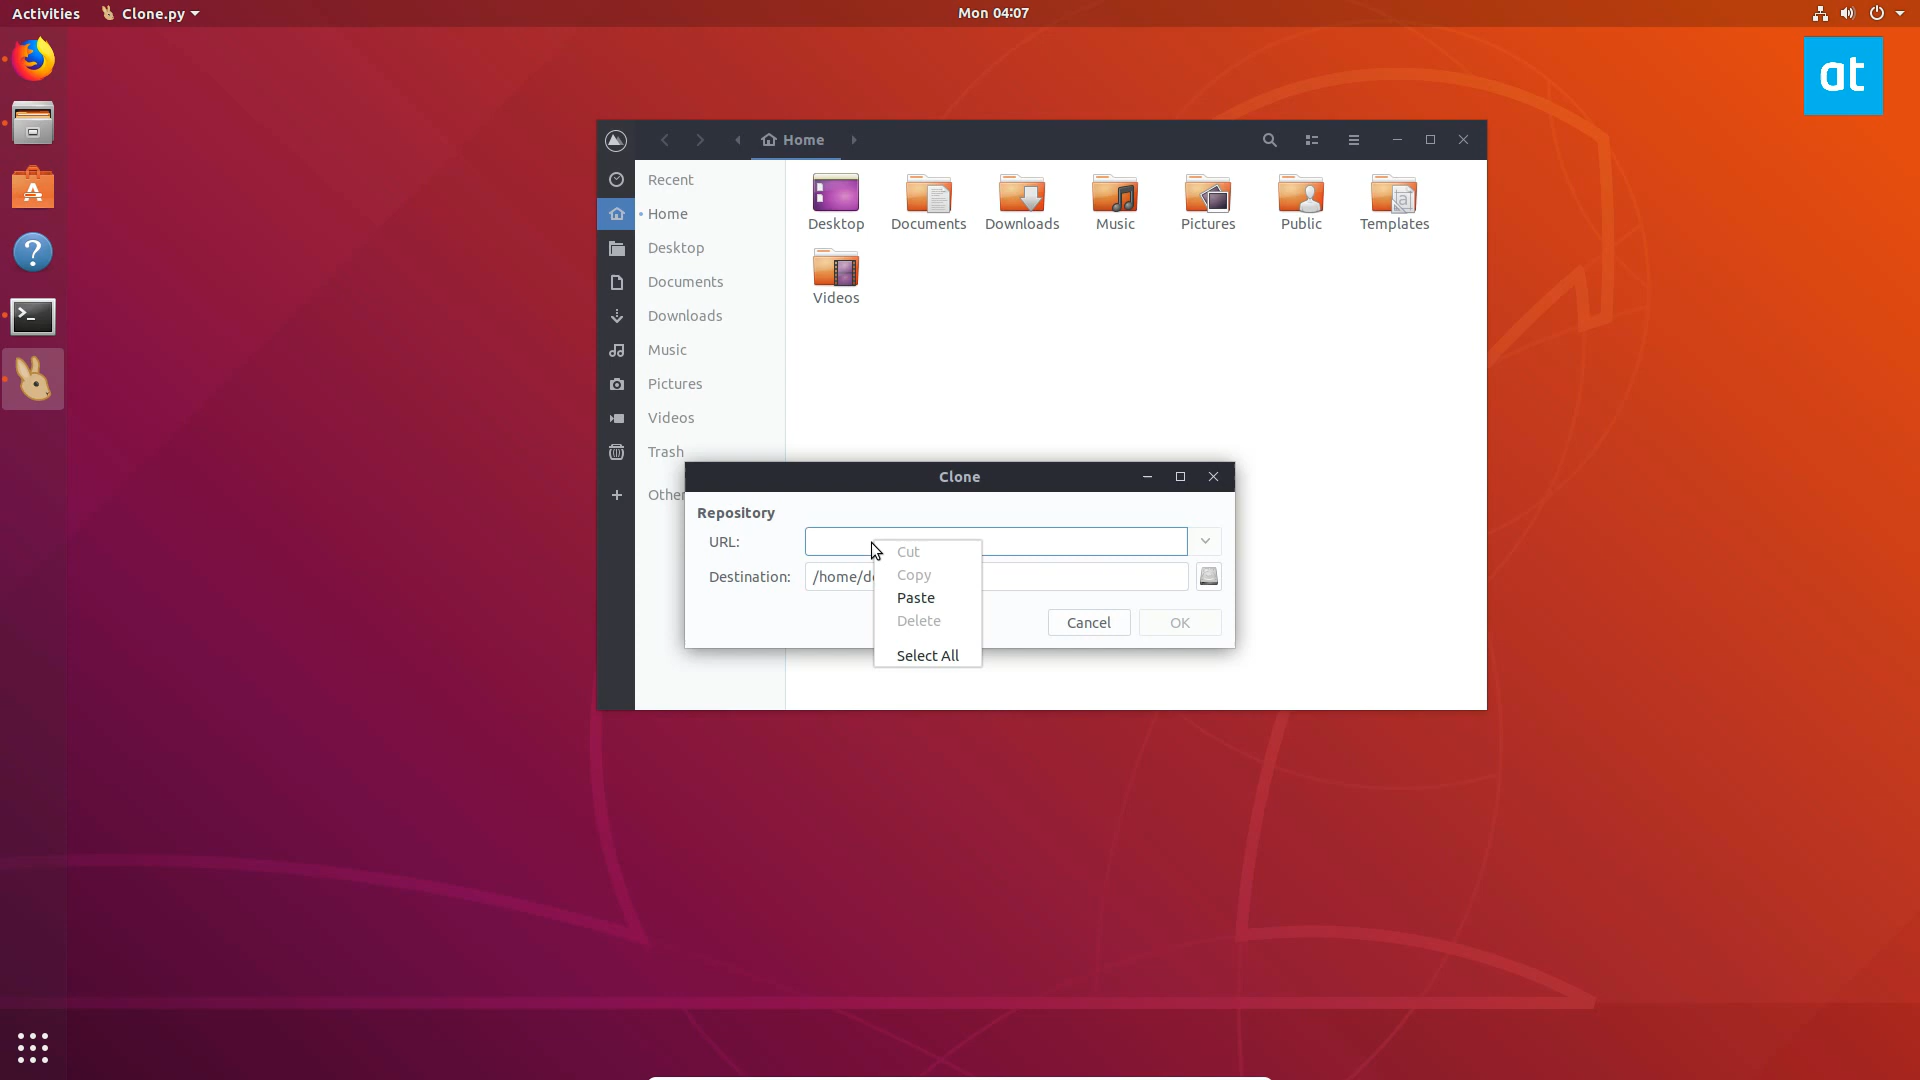 Activities Clone.py Mon 04:07
at
Home
Recent
Home
Desktop
Documents
Downloads
Music
Pictures
Videos
Trash
Other
Desktop Documents Downloads Music Pictures Public Templates
Videos
Clone
Repository
URL:
Destination: /home/d
Cut
Copy
Paste
Delete
Select All
Cancel OK